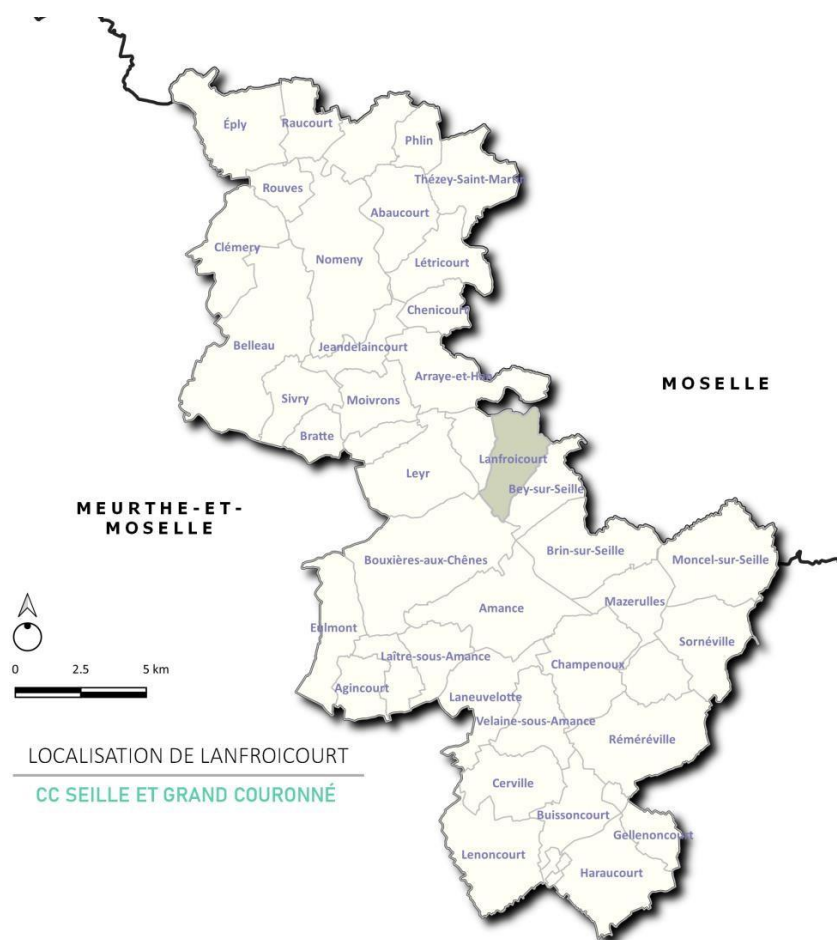 Éply
Raucourt
Phlin
Thézey-Saint-Martin
Rouves
Abaucourt
Clémery
Nomeny
Létricourt
Chenicourt
Belleau
Jeandelaincourt
Arraye-et-Han
MOSELLE
Sivry
Moivrons
Bratte
Lanfroicourt
Leyr
Bey-sur-Seille
MEURTHE-ET-
MOSELLE
Brin-sur-Seille
Bouxières-aux-Chênes
Moncel-sur-Seille
Mazerulles
Amance
Eulmont
Sornéville
Laître-sous-Amance
Champenoux
0 2.5 5 km
Agincourt
Laneuvelotte
Velaine-sous-Amance
Réméréville
LOCALISATION DE LANFROICOURT
CC SEILLE ET GRAND COURONNÉ
Cerville
Buissoncourt
Gellenoncourt
Lenoncourt
Haraucourt